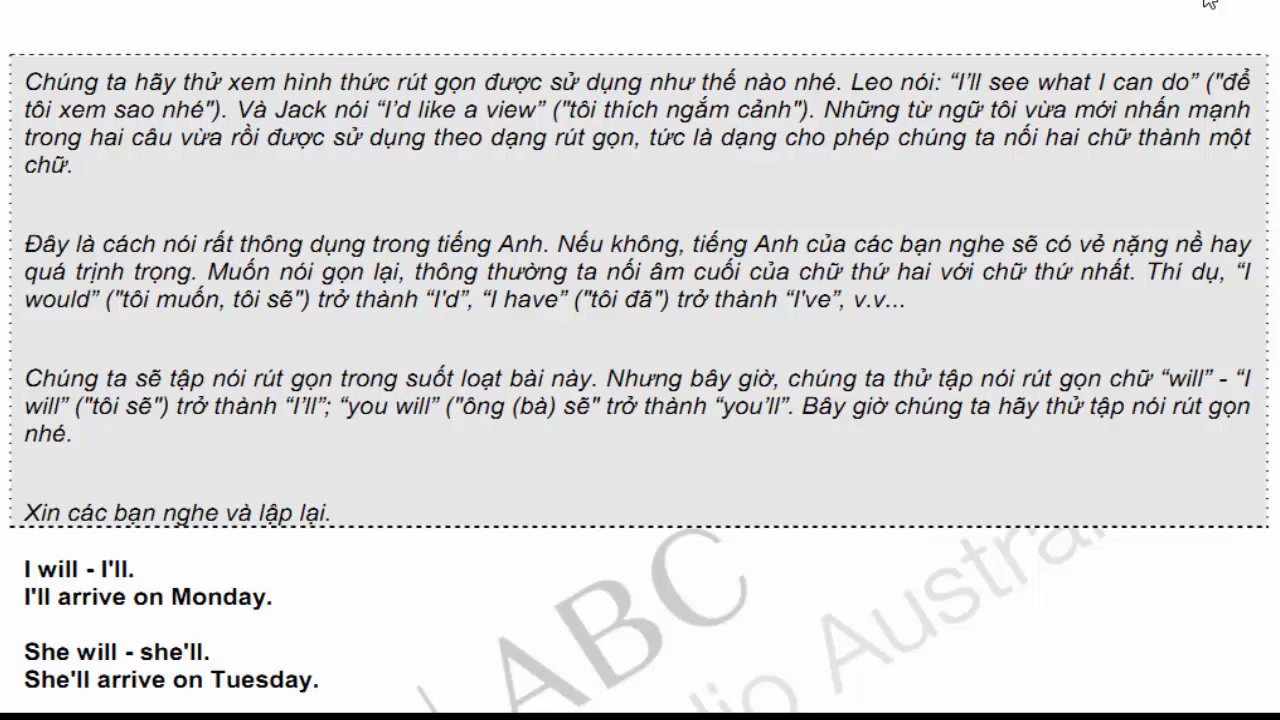 Chúng ta hãy thử xem hình thức rút gọn được sử dụng như thế nào nhé. Leo nói: “I’ll see what I can do” ("để
tôi xem sao nhé"). Và Jack nói “I’d like a view” ("tôi thích ngắm cảnh"). Những từ ngữ tôi vừa mới nhấn mạnh
trong hai câu vừa rồi được sử dụng theo dạng rút gọn, tức là dạng cho phép chúng ta nối hai chữ thành một
chữ.
Đây là cách nói rất thông dụng trong tiếng Anh. Nếu không, tiếng Anh của các bạn nghe sẽ có vẻ nặng nề hay
quá trịnh trọng. Muốn nói gọn lại, thông thường ta nối âm cuối của chữ thứ hai với chữ thứ nhất. Thí dụ, “I
would” ("tôi muốn, tôi sẽ") trở thành “I'd”, “I have” ("tôi đã") trở thành “I've”, v.v...
Chúng ta sẽ tập nói rút gọn trong suốt loạt bài này. Nhưng bây giờ, chúng ta thử tập nói rút gọn chữ “will” - “I
will” ("tôi sẽ") trở thành “I’ll”; “you will” ("ông (bà) sẽ" trở thành “you’ll”. Bây giờ chúng ta hãy thử tập nói rút gọn
nhé.
Xin các bạn nghe và lập lại.
I will - I'll.
I'll arrive on Monday.
She will - she'll.
She'll arrive on Tuesday.
ABC